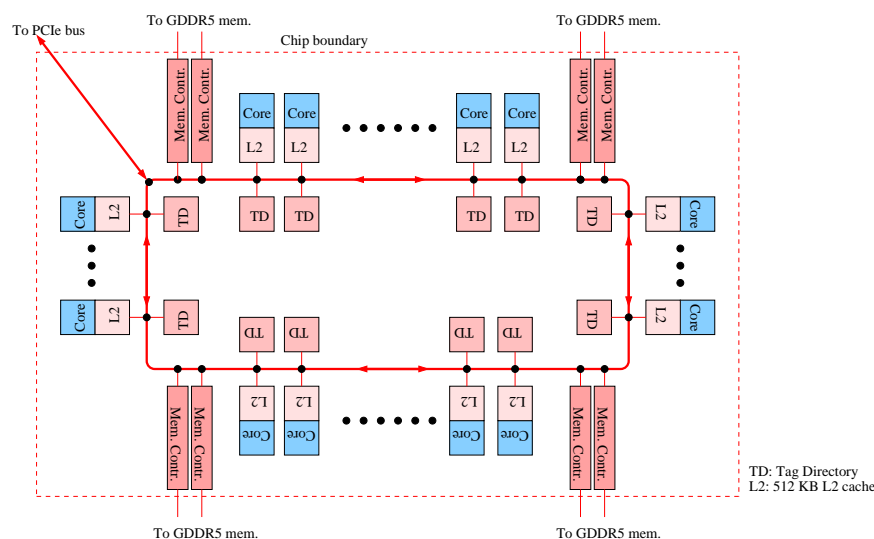 To GDDR5 mem.
To GDDR5 mem.
To PCIe bus
Chip boundary
Mem. Contr.
Mem. Contr.
Mem. Contr.
Mem. Contr.
Core
Core
Core
Core
L2
L2
L2
L2
TD
TD
TD
TD
Core
L2
TD
TD
L2
Core
Core
L2
TD
TD
L2
Core
TD
TD
TD
TD
L2
L2
L2
L2
Core
Core
Core
Core
Mem. Contr.
Mem. Contr.
Mem. Contr.
Mem. Contr.
TD: Tag Directory
L2: 512 KB L2 cache
To GDDR5 mem.
To GDDR5 mem.